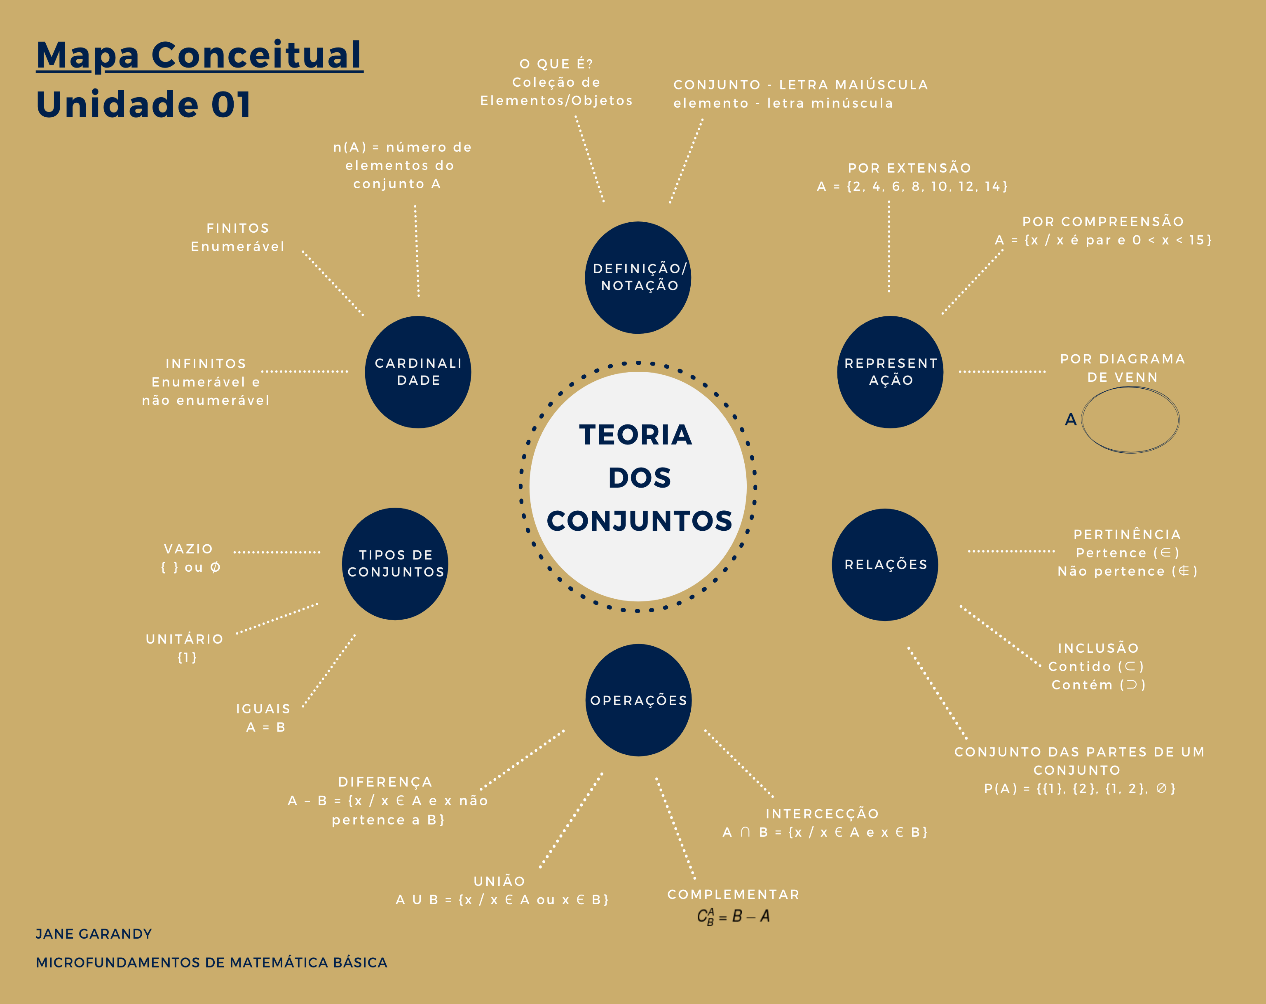 Mapa Conceitual
Unidade 01
O QUE É?
Coleção de
Elementos/Objetos
CONJUNTO - LETRA MAIÚSCULA
elemento - letra minúscula
n(A) = número de
elementos do
conjunto A
FINITOS
Enumerável
INFINITOS
Enumerável e
não enumerável
CARDINALI
DADE
DEFINIÇÃO/
NOTAÇÃO
POR EXTENSÃO
A = {2, 4, 6, 8, 10, 12, 14}
POR COMPREENSÃO
A = {x / x é par e 0 < x < 15}
REPRESENT
AÇÃO
POR DIAGRAMA
DE VENN
A
TEORIA
DOS
CONJUNTOS
VAZIO
{ } ou ∅
TIPOS DE
CONJUNTOS
UNITÁRIO
{1}
IGUAIS
A = B
RELAÇÕES
PERTINÊNCIA
Pertence (∈)
Não pertence (∉)
INCLUSÃO
Contido (⊂)
Contém (⊃)
CONJUNTO DAS PARTES DE UM
CONJUNTO
P(A) = {{1}, {2}, {1, 2}, ∅}
OPERAÇÕES
DIFERENÇA
A – B = {x / x ∈ A e x não
pertence a B}
UNIÃO
A U B = {x / x ∈ A ou x ∈ B}
COMPLEMENTAR
C_B^A = B – A
INTERCECÇÃO
A ∩ B = {x / x ∈ A e x ∈ B}
JANE GARANDY
MICROFUNDAMENTOS DE MATEMÁTICA BÁSICA